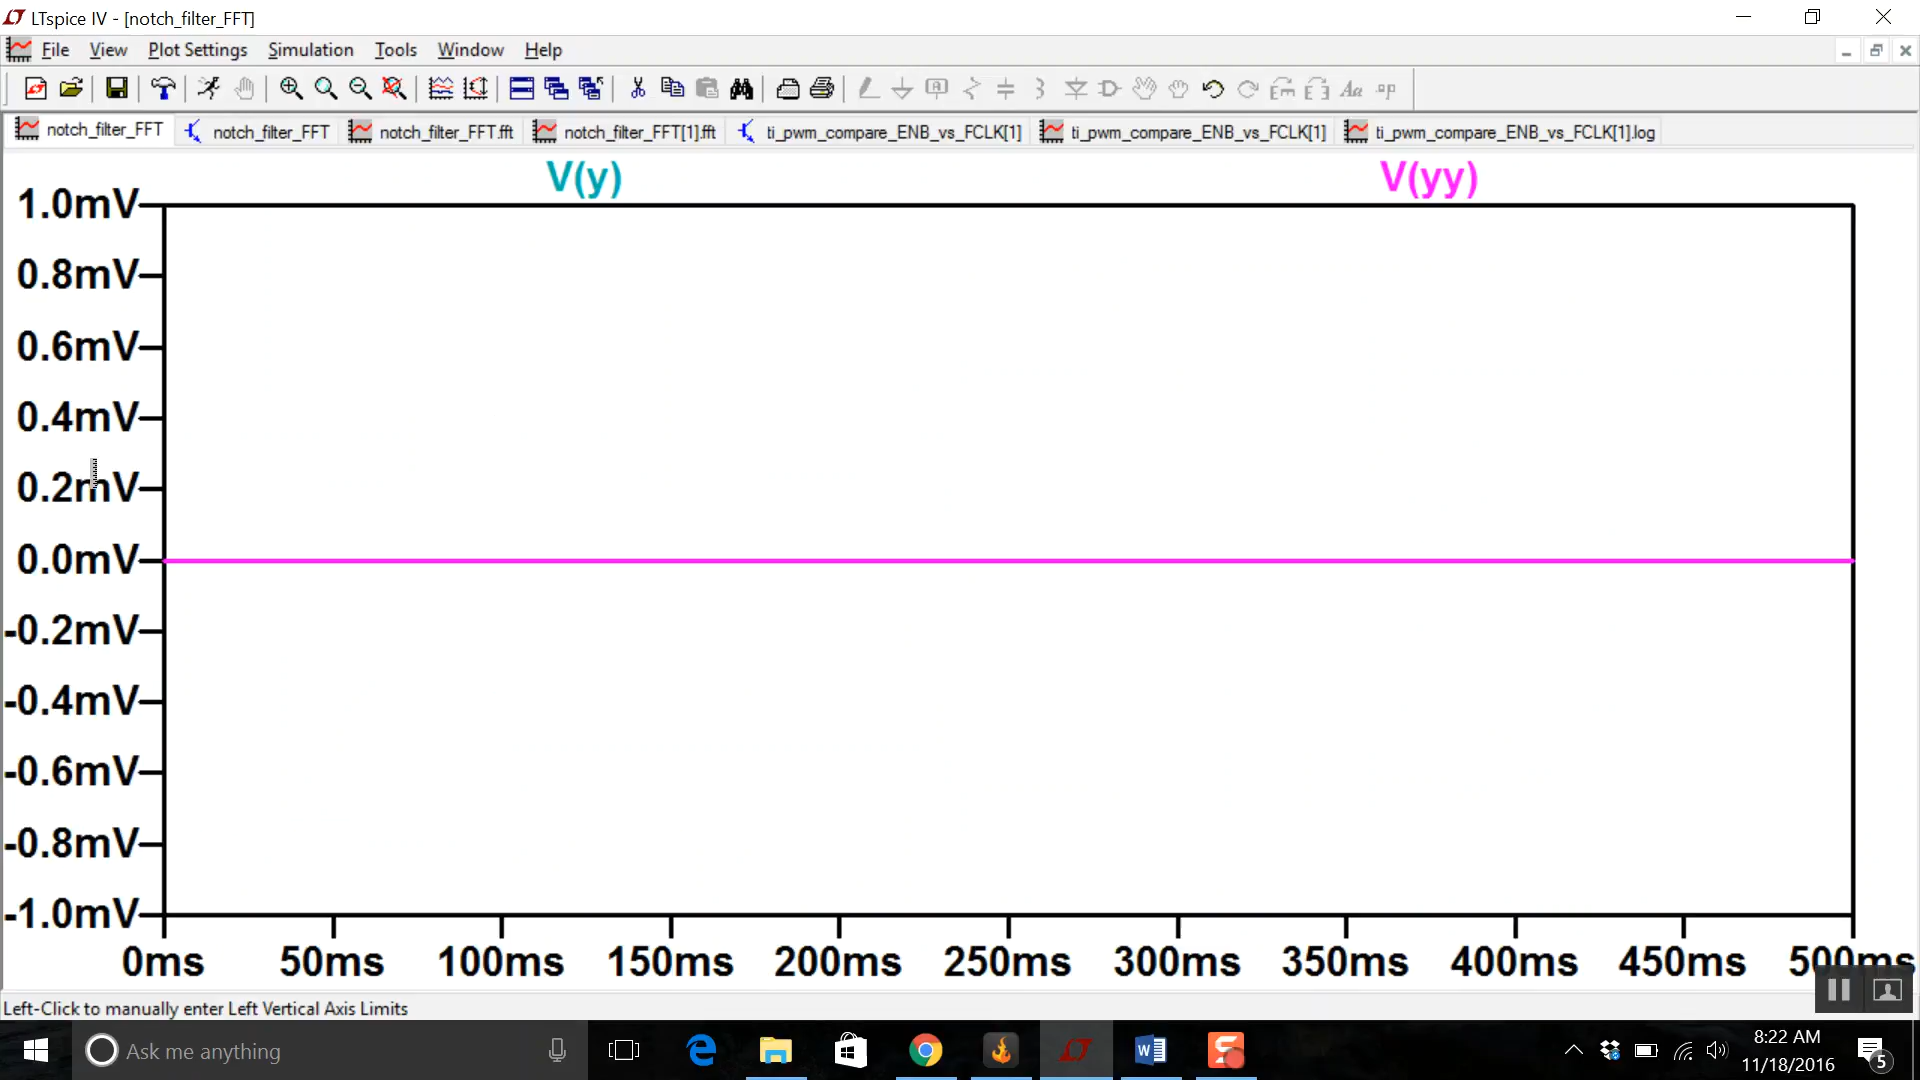 LTspice IV - [notch_filter_FFT]
File View Plot Settings Simulation Tools Window Help
notch_filter_FFT notch_filter_FFT notch_filter_FFT.fft notch_filter_FFT[1].fft ti_pwm_compare_ENB_vs_FCLK[1] ti_pwm_compare_ENB_vs_FCLK[1] ti_pwm_compare_ENB_vs_FCLK[1].log
V(y) V(yy)
1.0mV
0.8mV
0.6mV
0.4mV
0.2mV
0.0mV
-0.2mV
-0.4mV
-0.6mV
-0.8mV
-1.0mV
0ms 50ms 100ms 150ms 200ms 250ms 300ms 350ms 400ms 450ms 500ms
Left-Click to manually enter Left Vertical Axis Limits
Ask me anything
8:22 AM
11/18/2016
5